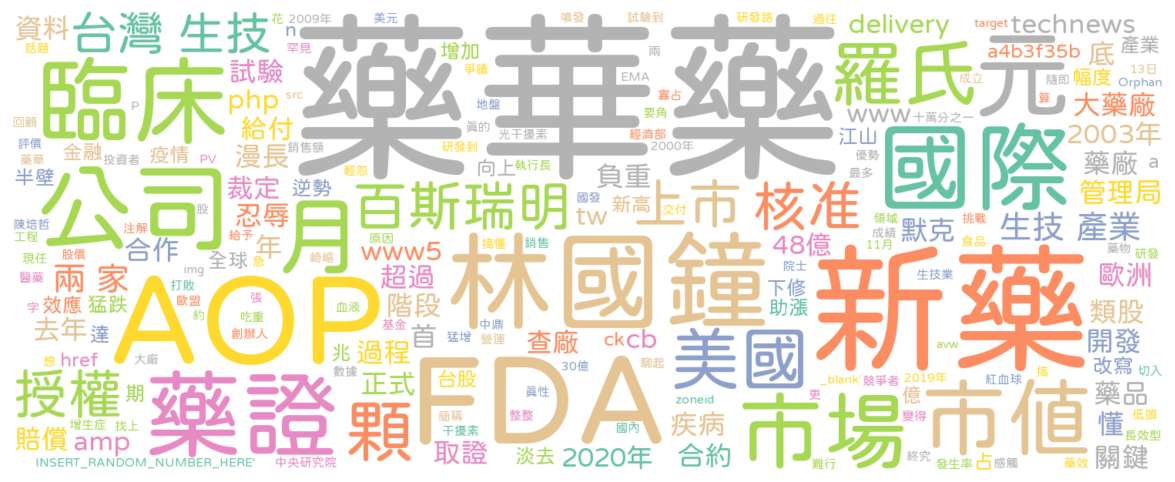 資料
話題
台灣 生技
花
2009年
n
罕見
美元
增加
爭議
噴發
試驗到
研發路
過往
delivery
target
technews
a4b3f35b
底
產業
13日
臨床
試驗
php
給付
藥華藥
地盤
兩
EMA
寡占
要角
羅氏
元
成立
隨即
幅度
Orphan
算
大藥廠
P
src
銷售額
光干擾素
經濟部
www
十萬分之一
2003年
回顧
評價
藥華
投資者
金融
疫情
PV
漫長
輕忽
研發到
向上
執行長
2000年
負重
江山
優勢
最多
國際
藥廠
a
管理局
半壁
公司
股
裁定
忍辱
逆勢
月
百斯瑞明
國發
交付
新高
tw
上市
核准
領域
成績
挑戰
默克
生技 產業
陳培哲
工程
注解
給予
合作
年
全球
急
原因
崎嶇
www5
搞懂
銷售
48億
11月
食品
藥物
研發
現任
股價
醫藥
兩 家
img
打敗
歐盟
約
張
吃重
創辦人
AOP
超過
階段
血液
基金
林國鐘
院士
下修
助漲
生技業
新藥
歐洲
字
效應
猛跌
去年
達
兆
過程
數據
首
猛增
中鼎
營運
聊起
查廠
ck
cb
美國
avw
類股
開發
改寫
切入
想
href
大廠
授權
期
藥證
正式
台股
顆
簡稱
干擾素
FDA
30億
真性
整整
國內
zoneid
疾病
_blank'
競爭者
更
2019年
紅血球
搞
億
變得
市場
市值
藥品
懂
低頭
長效型
賠償
增生症
找上
amp
取證
淡去
2020年
合約
難行
終究
發生率
占
感觸
藥效
關鍵
INSERT_RANDOM_NUMBER_HERE'
中央研究院